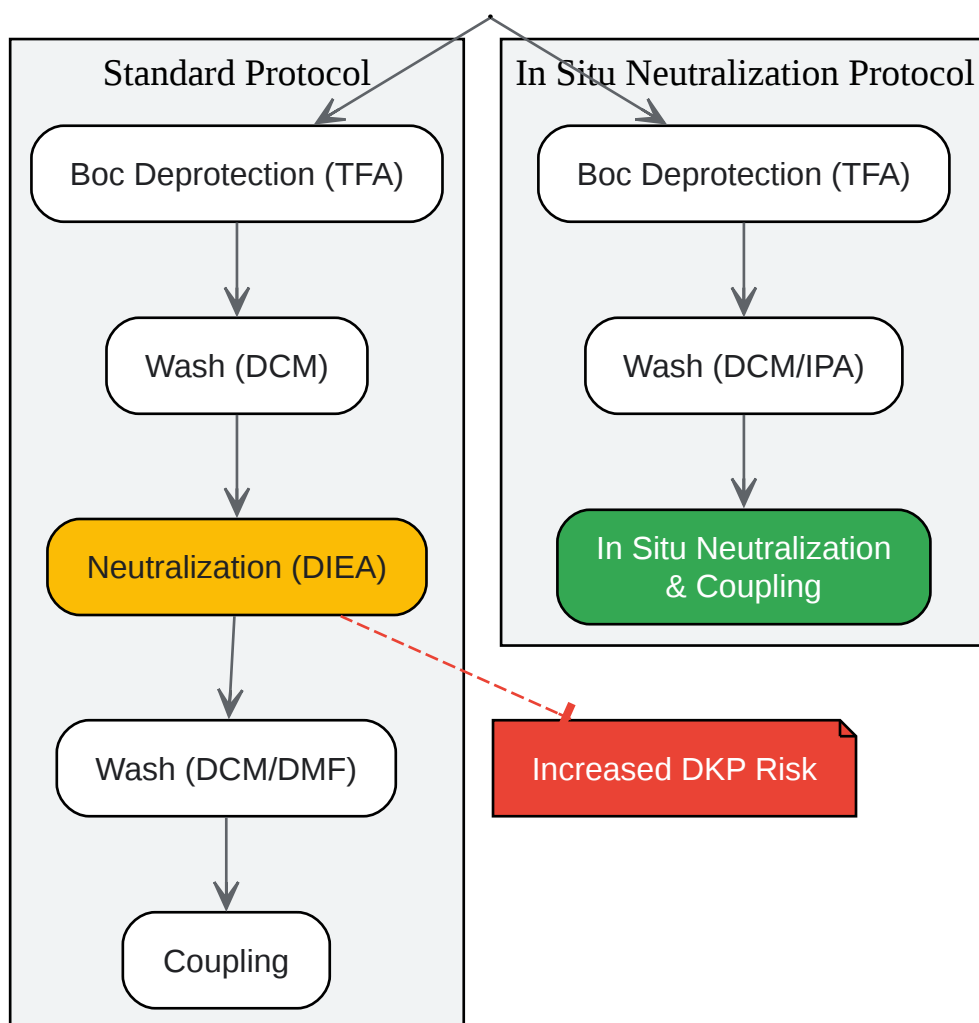 Standard Protocol
Boc Deprotection (TFA)
Wash (DCM)
Neutralization (DIEA)
Wash (DCM/DMF)
Coupling
In Situ Neutralization Protocol
Boc Deprotection (TFA)
Wash (DCM/IPA)
In Situ Neutralization
& Coupling
Increased DKP Risk